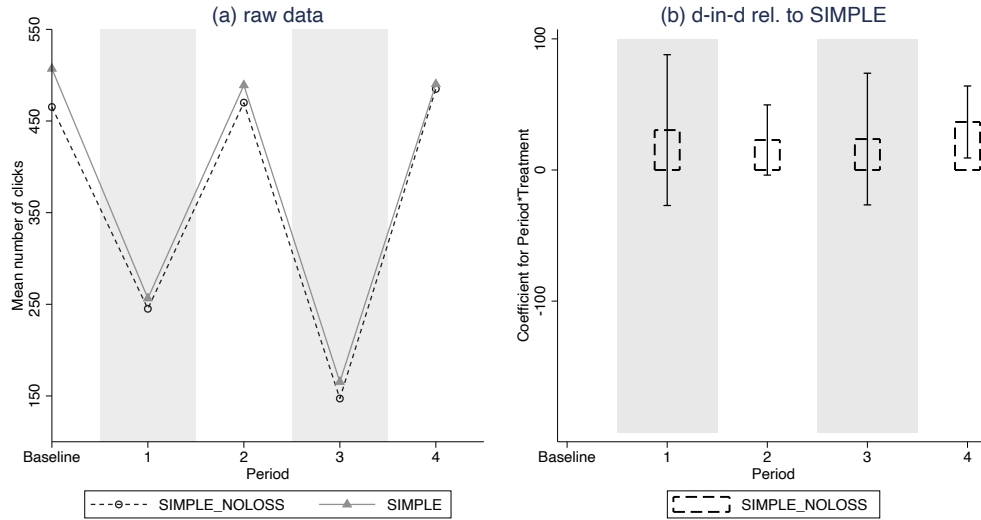 (a) raw data
550
450
350
250
150
Mean number of clicks
Baseline 1 2 3 4
Period
SIMPLE_NOLOSS SIMPLE
(b) d-in-d rel. to SIMPLE
100
0
-100
Coefficient for Period*Treatment
Baseline 1 2 3 4
Period
SIMPLE_NOLOSS